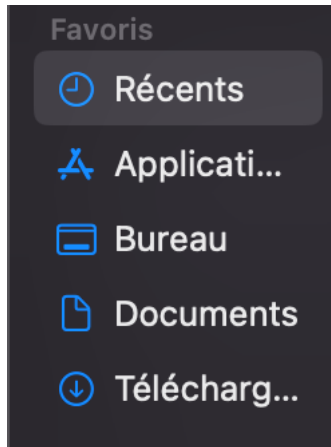 Favoris
Récents
Applicati...
Bureau
Documents
Télécharg...